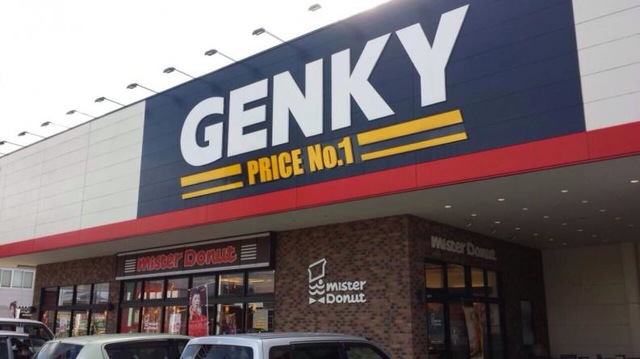 GENKY
PRICE No.1
mister Donut
mister Donut
mister
Donut